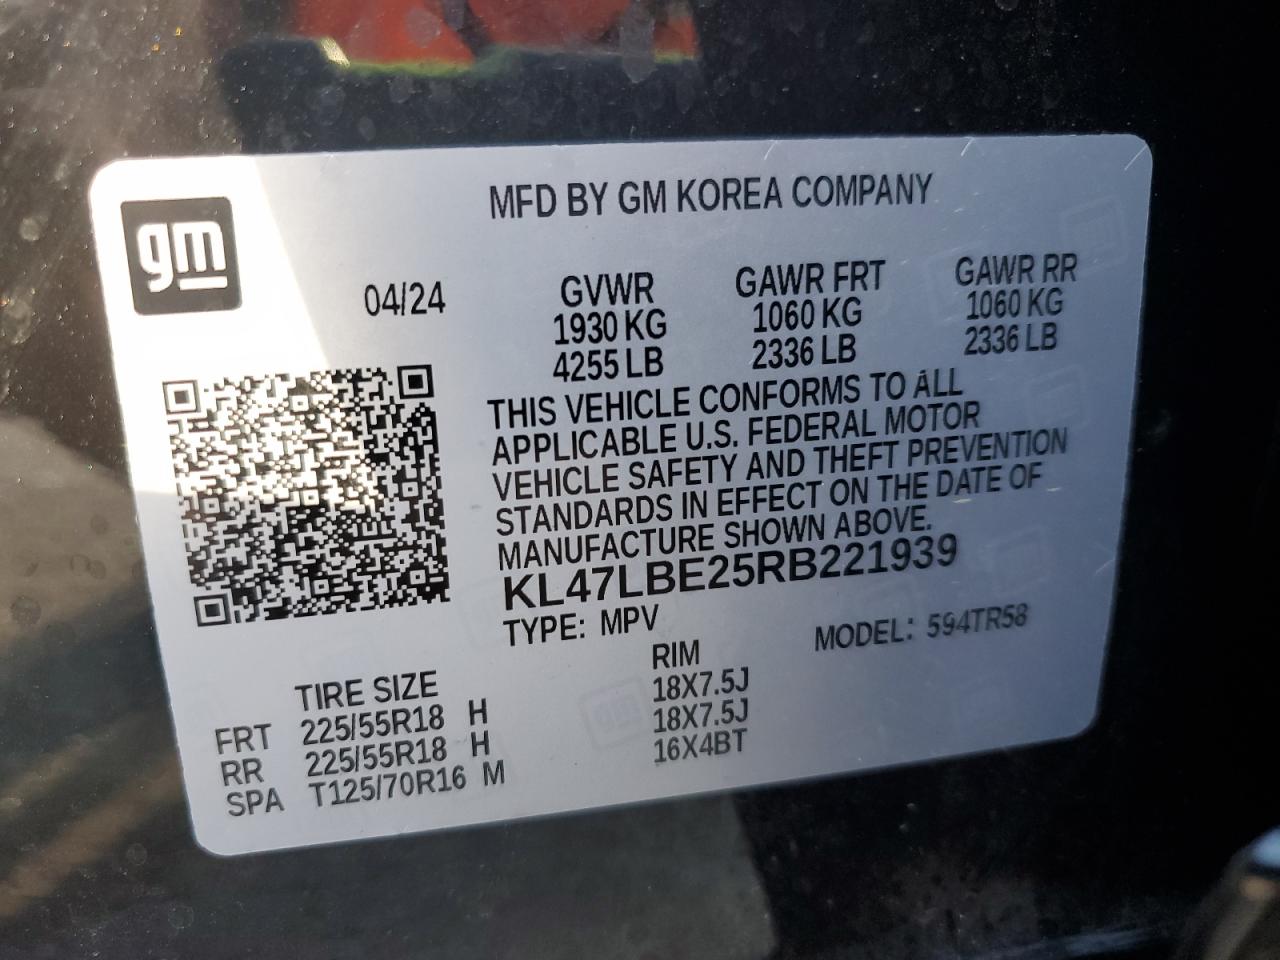 MFD BY GM KOREA COMPANY
gm
04/24
GVWR GAWR FRT GAWR RR
1930 KG 1060 KG 1060 KG
4255 LB 2336 LB 2336 LB
THIS VEHICLE CONFORMS TO ALL
APPLICABLE U.S. FEDERAL MOTOR
VEHICLE SAFETY AND THEFT PREVENTION
STANDARDS IN EFFECT ON THE DATE OF
MANUFACTURE SHOWN ABOVE.
KL47LBE25RB221939
TYPE: MPV MODEL: 594TR58
TIRE SIZE RIM
FRT 225/55R18 H 18X7.5J
RR 225/55R18 H 18X7.5J
SPA T125/70R16 M 16X4BT